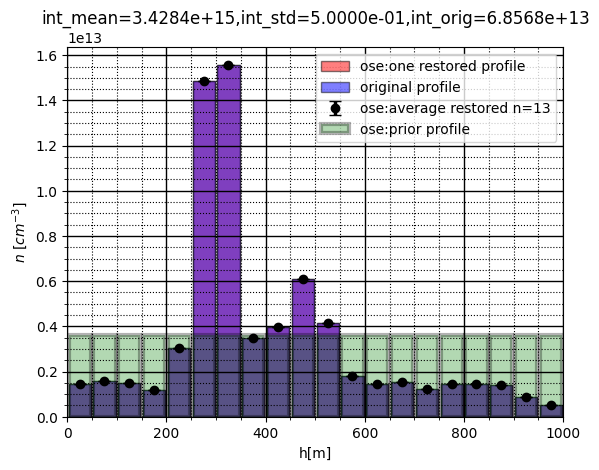 int_mean=3.4284e+15,int_std=5.0000e-01,int_orig=6.8568e+13
1e13
1.6
1.4
1.2
1.0
0.8
0.6
0.4
0.2
0.0
n [cm⁻³]
ose:one restored profile
original profile
ose:average restored n=13
ose:prior profile
0 200 400 600 800 1000
h[m]